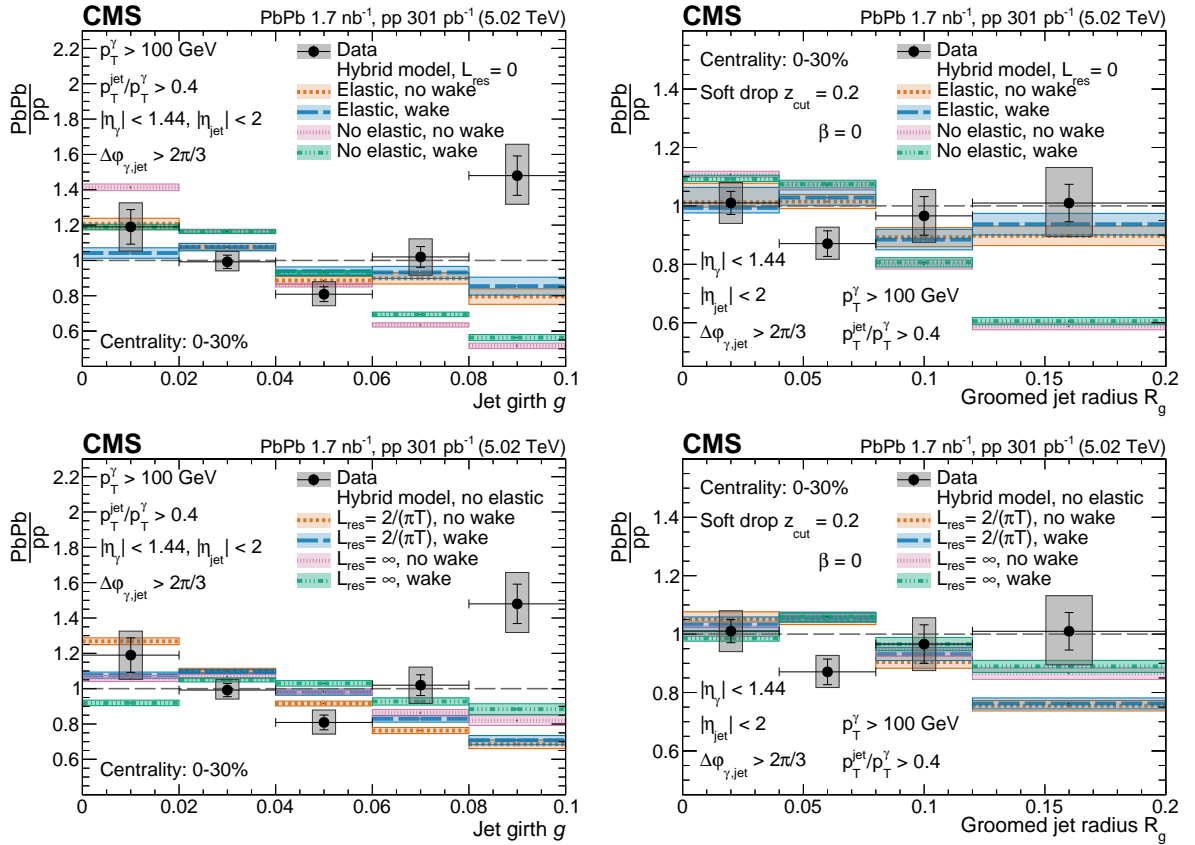 CMS PbPb 1.7 nb⁻¹, pp 301 pb⁻¹ (5.02 TeV)
PbPb/pp
2.2
2
1.8
1.6
1.4
1.2
1
0.8
0.6
p_T^γ > 100 GeV
p_T^jet/p_T^γ > 0.4
|η_γ| < 1.44, |η_jet| < 2
Δφ_γ,jet > 2π/3
Data
Hybrid model, L_res = 0
Elastic, no wake
Elastic, wake
No elastic, no wake
No elastic, wake
Centrality: 0-30%
0 0.02 0.04 0.06 0.08 0.1
Jet girth g
CMS PbPb 1.7 nb⁻¹, pp 301 pb⁻¹ (5.02 TeV)
PbPb/pp
1.6
1.4
1.2
1
0.8
0.6
Centrality: 0-30%
Soft drop z_cut = 0.2
β = 0
Data
Hybrid model, L_res = 0
Elastic, no wake
Elastic, wake
No elastic, no wake
No elastic, wake
|η_γ| < 1.44
|η_jet| < 2 p_T^γ > 100 GeV
Δφ_γ,jet > 2π/3 p_T^jet/p_T^γ > 0.4
0 0.05 0.1 0.15 0.2
Groomed jet radius R_g
CMS PbPb 1.7 nb⁻¹, pp 301 pb⁻¹ (5.02 TeV)
PbPb/pp
2.2
2
1.8
1.6
1.4
1.2
1
0.8
0.6
p_T^γ > 100 GeV
p_T^jet/p_T^γ > 0.4
|η_γ| < 1.44, |η_jet| < 2
Δφ_γ,jet > 2π/3
Data
Hybrid model, no elastic
L_res = 2/(πT), no wake
L_res = 2/(πT), wake
L_res = ∞, no wake
L_res = ∞, wake
Centrality: 0-30%
0 0.02 0.04 0.06 0.08 0.1
Jet girth g
CMS PbPb 1.7 nb⁻¹, pp 301 pb⁻¹ (5.02 TeV)
PbPb/pp
1.6
1.4
1.2
1
0.8
0.6
Centrality: 0-30%
Soft drop z_cut = 0.2
β = 0
Data
Hybrid model, no elastic
L_res = 2/(πT), no wake
L_res = 2/(πT), wake
L_res = ∞, no wake
L_res = ∞, wake
|η_γ| < 1.44
|η_jet| < 2 p_T^γ > 100 GeV
Δφ_γ,jet > 2π/3 p_T^jet/p_T^γ > 0.4
0 0.05 0.1 0.15 0.2
Groomed jet radius R_g